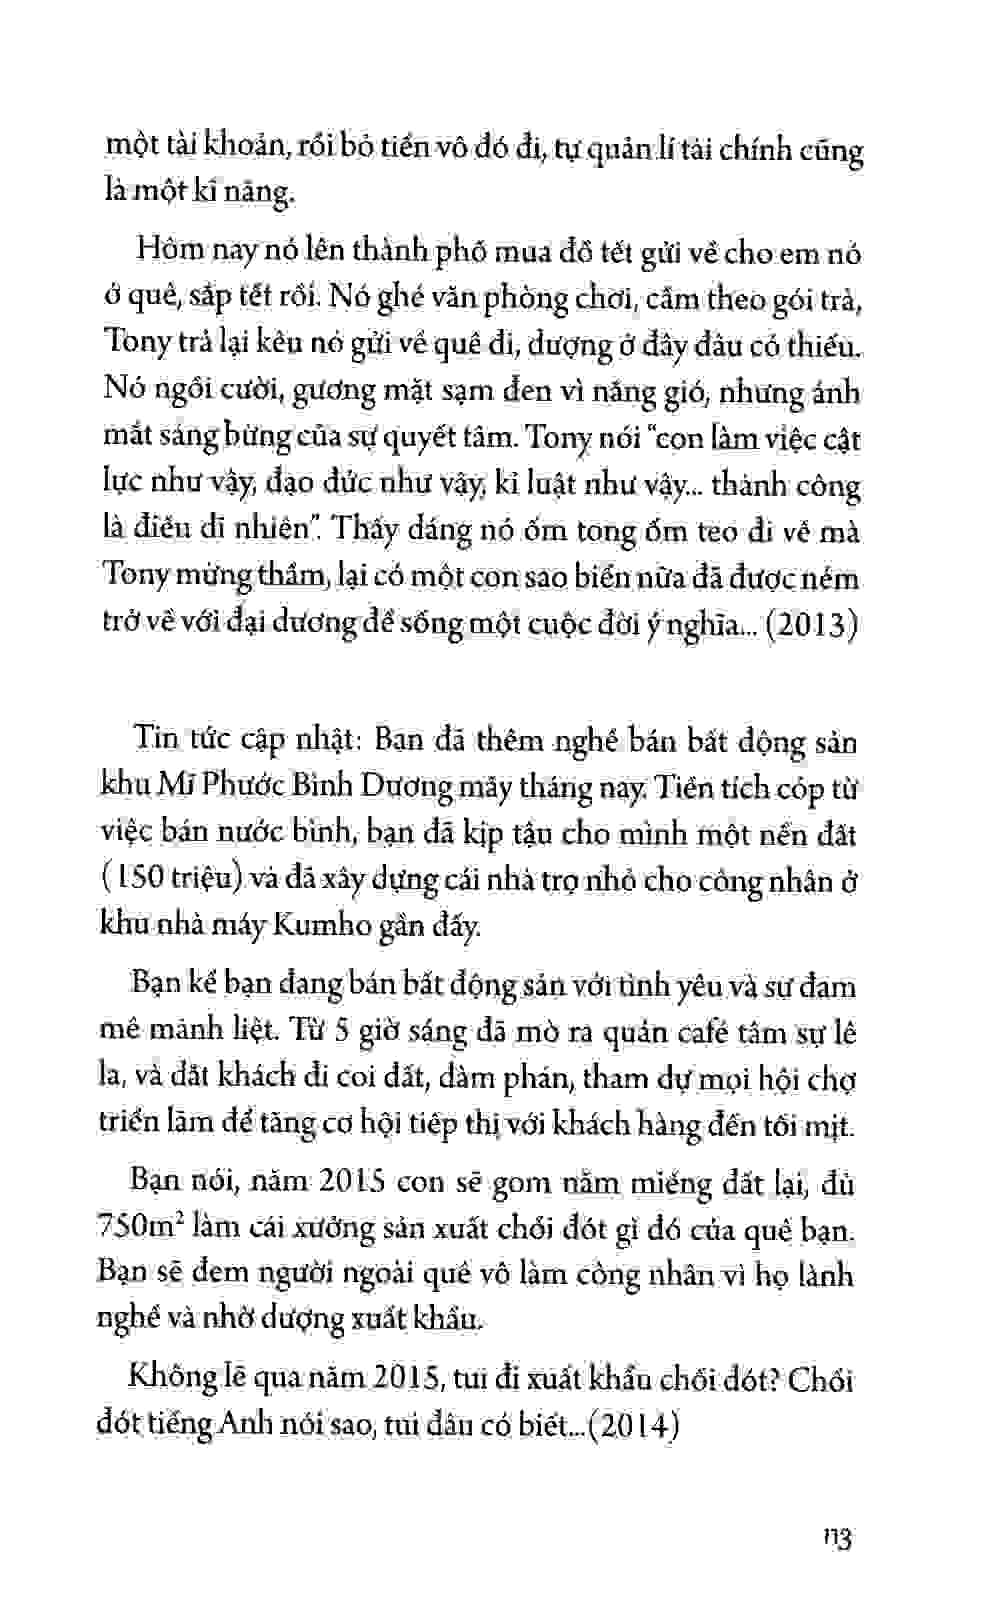 một tài khoản, rồi bỏ tiền vô đó đi, tự quản lí tài chính cũng
là một kĩ năng.
Hôm nay nó lên thành phố mua đồ tết gửi về cho em nó
ở quê, sắp tết rồi. Nó ghé văn phòng chơi, cầm theo gói trà,
Tony trả lại kêu nó gửi về quê đi, dượng ở đây đâu có thiếu.
Nó ngồi cười, gương mặt sạm đen vì nắng gió, nhưng ánh
mắt sáng bừng của sự quyết tâm. Tony nói “con làm việc cật
lực như vậy, đạo đức như vậy, kỉ luật như vậy... thành công
là điều dĩ nhiên”. Thấy dáng nó ốm tong ốm teo đi về mà
Tony mừng thầm, lại có một con sao biển nữa đã được ném
trở về với đại dương để sống một cuộc đời ý nghĩa... (2013)
Tin tức cập nhật: Bạn đã thêm nghề bán bất động sản
khu Mĩ Phước Bình Dương mấy tháng nay. Tiền tích cóp từ
việc bán nước bình, bạn đã kịp tậu cho mình một nền đất
(150 triệu) và đã xây dựng cái nhà trọ nhỏ cho công nhân ở
khu nhà máy Kumho gần đấy.
Bạn kể bạn đang bán bất động sản với tình yêu và sự đam
mê mãnh liệt. Từ 5 giờ sáng đã mò ra quán café tâm sự lê
la, và dắt khách đi coi đất, đàm phán, tham dự mọi hội chợ
triển lãm để tăng cơ hội tiếp thị với khách hàng đến tối mịt.
Bạn nói, năm 2015 con sẽ gom năm miếng đất lại, đủ
750m² làm cái xưởng sản xuất chổi đót gì đó của quê bạn.
Bạn sẽ đem người ngoài quê vô làm công nhân vì họ lành
nghề và nhờ dượng xuất khẩu.
Không lẽ qua năm 2015, tui đi xuất khẩu chổi đót? Chổi
đót tiếng Anh nói sao, tui đâu có biết...(2014)
113